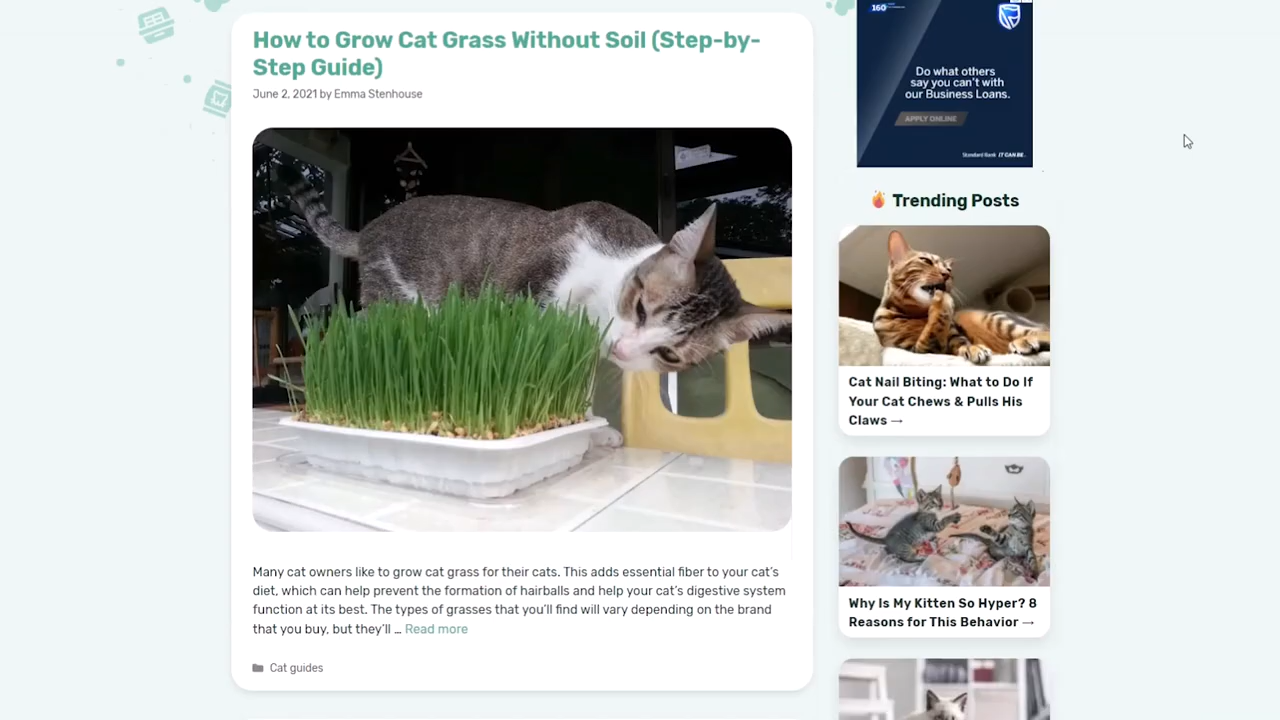 How to Grow Cat Grass Without Soil (Step-by-
Step Guide)
June 2, 2021 by Emma Stenhouse
Many cat owners like to grow cat grass for their cats. This adds essential fiber to your cat's
diet, which can help prevent the formation of hairballs and help your cat's digestive system
function at its best. The types of grasses that you'll find will vary depending on the brand
that you buy, but they'll … Read more
Cat guides
160
Do what others
say you can't with
our Business Loans.
APPLY ONLINE
Standard Bank IT CAN BE.
Trending Posts
Cat Nail Biting: What to Do If
Your Cat Chews & Pulls His
Claws →
Why Is My Kitten So Hyper? 8
Reasons for This Behavior →